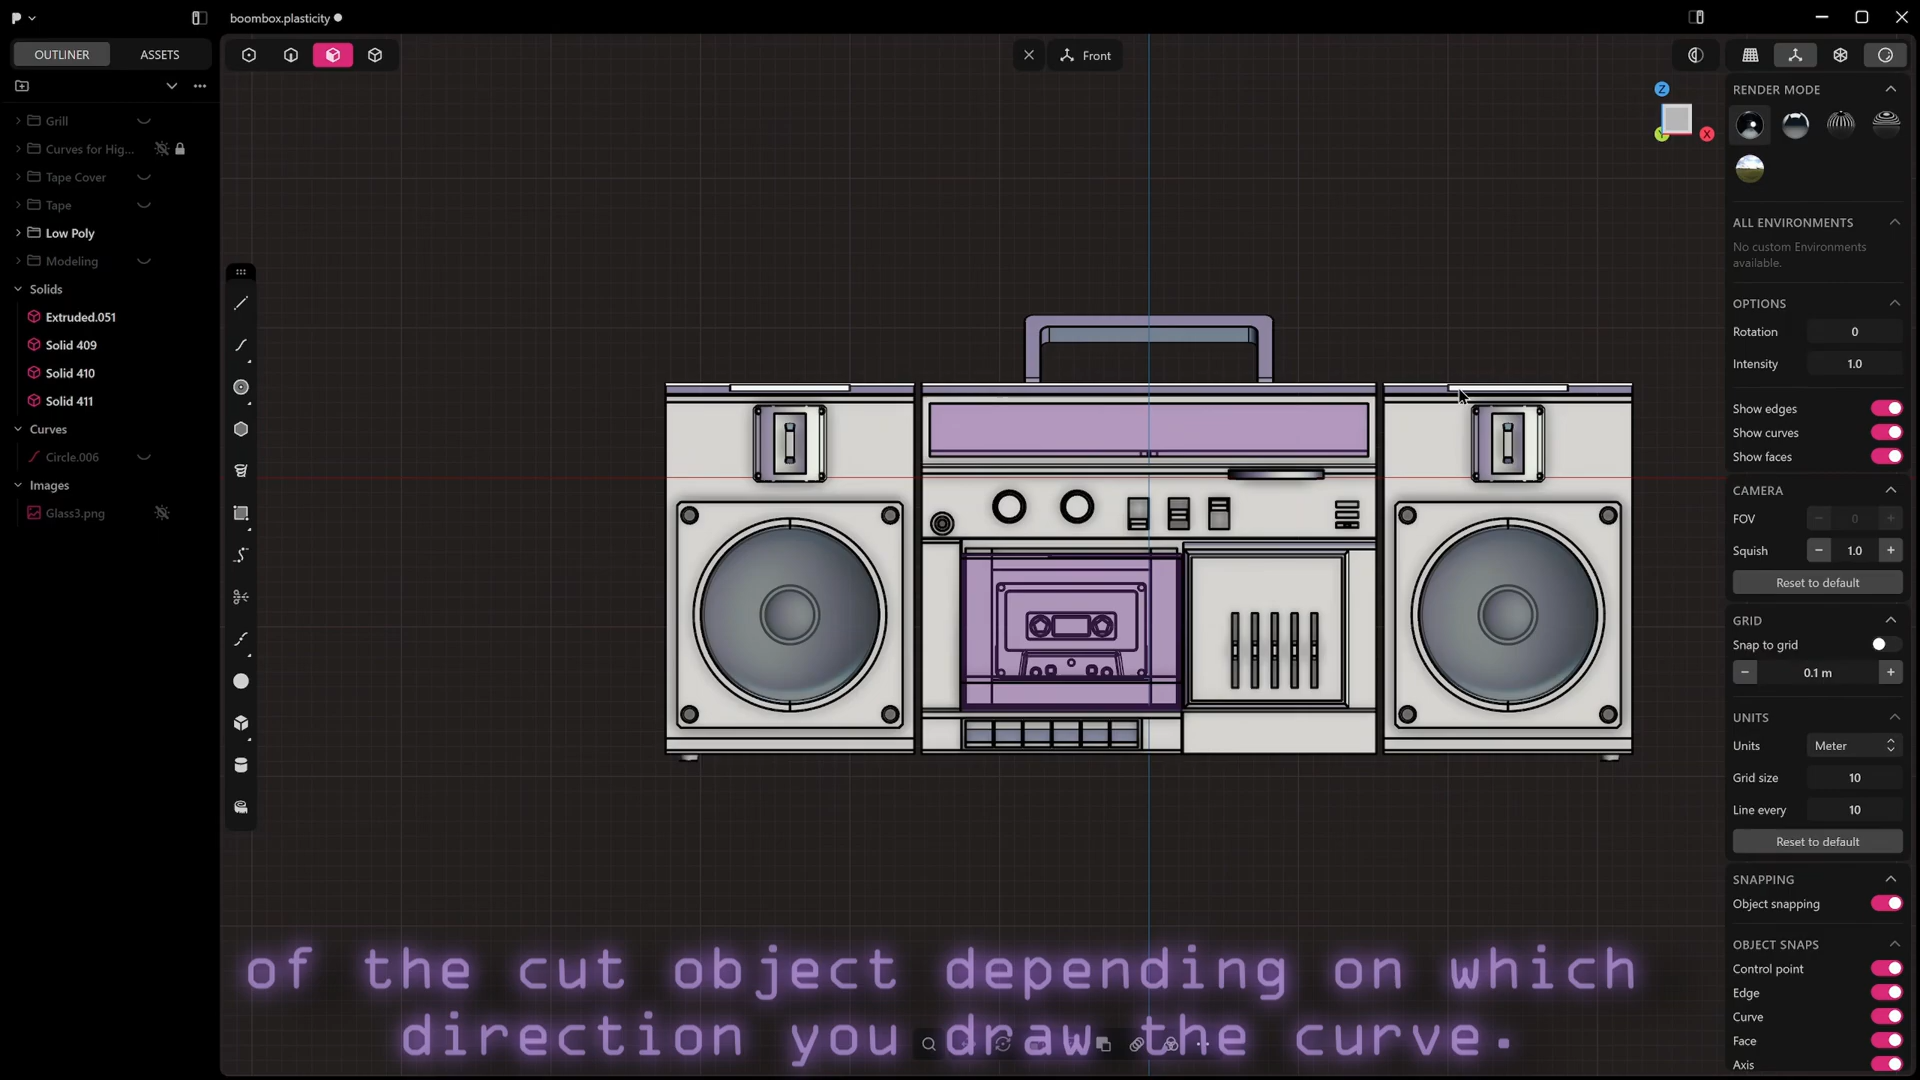 boombox.plasticity
OUTLINER
ASSETS
Grill
Curves for Hig...
Tape Cover
Tape
Low Poly
Modeling
Solids
Extruded.051
Solid 409
Solid 410
Solid 411
Curves
Circle.006
Images
Glass3.png
Front
Z
Y
X
RENDER MODE
ALL ENVIRONMENTS
No custom Environments
available.
OPTIONS
Rotation 0
Intensity 1.0
Show edges
Show curves
Show faces
CAMERA
FOV 0
Squish 1.0
Reset to default
GRID
Snap to grid
0.1 m
UNITS
Units Meter
Grid size 10
Line every 10
Reset to default
SNAPPING
Object snapping
OBJECT SNAPS
Control point
Edge
Curve
Face
Axis
of the cut object depending on which
direction you draw the curve.